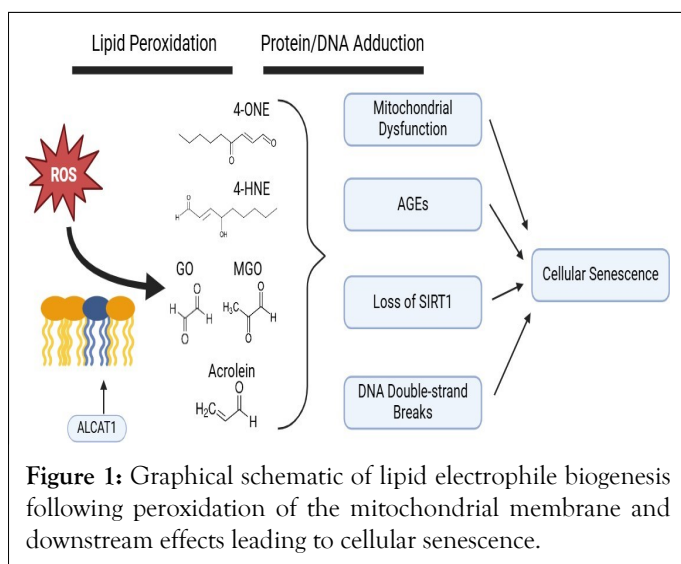 Lipid Peroxidation
Protein/DNA Adduction
ROS
ALCAT1
4-ONE
O
O
4-HNE
O
H
OH
GO
O
H
H
O
MGO
O
H₃C
H
O
Acrolein
O
H₂C
H
Mitochondrial
Dysfunction
AGEs
Loss of SIRT1
DNA Double-strand
Breaks
Cellular Senescence
Figure 1: Graphical schematic of lipid electrophile biogenesis
following peroxidation of the mitochondrial membrane and
downstream effects leading to cellular senescence.